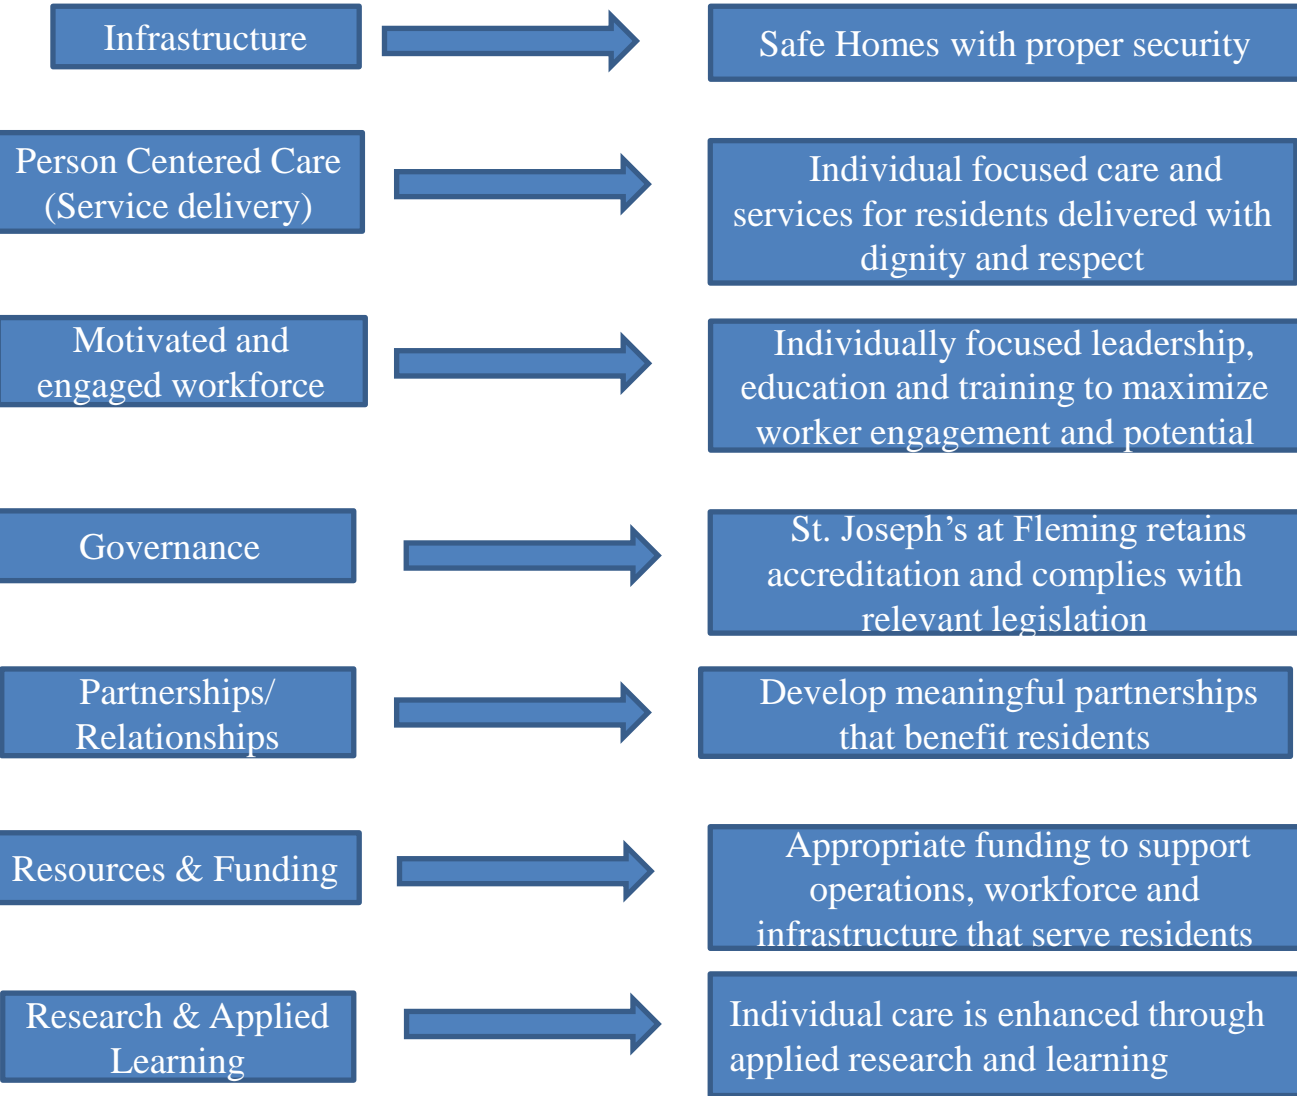 Infrastructure
Safe Homes with proper security
Person Centered Care
(Service delivery)
Individual focused care and
services for residents delivered with
dignity and respect
Motivated and
engaged workforce
Individually focused leadership,
education and training to maximize
worker engagement and potential
Governance
St. Joseph’s at Fleming retains
accreditation and complies with
relevant legislation
Partnerships/
Relationships
Develop meaningful partnerships
that benefit residents
Resources & Funding
Appropriate funding to support
operations, workforce and
infrastructure that serve residents
Research & Applied
Learning
Individual care is enhanced through
applied research and learning